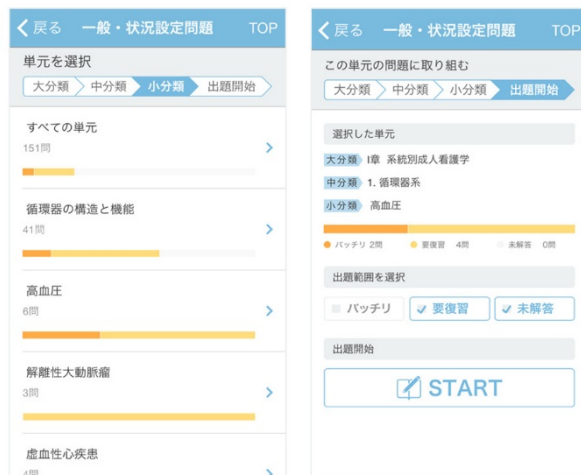 戻る 一般・状況設定問題 TOP
単元を選択
大分類 中分類 小分類 出題開始
すべての単元
151問
循環器の構造と機能
41問
高血圧
6問
解離性大動脈瘤
3問
虚血性心疾患
4問
戻る 一般・状況設定問題 TOP
この単元の問題に取り組む
大分類 中分類 小分類 出題開始
選択した単元
大分類 I章 系統別成人看護学
中分類 1. 循環器系
小分類 高血圧
バッチリ 2問 要復習 4問 未解答 0問
出題範囲を選択
バッチリ 要復習 未解答
出題開始
START